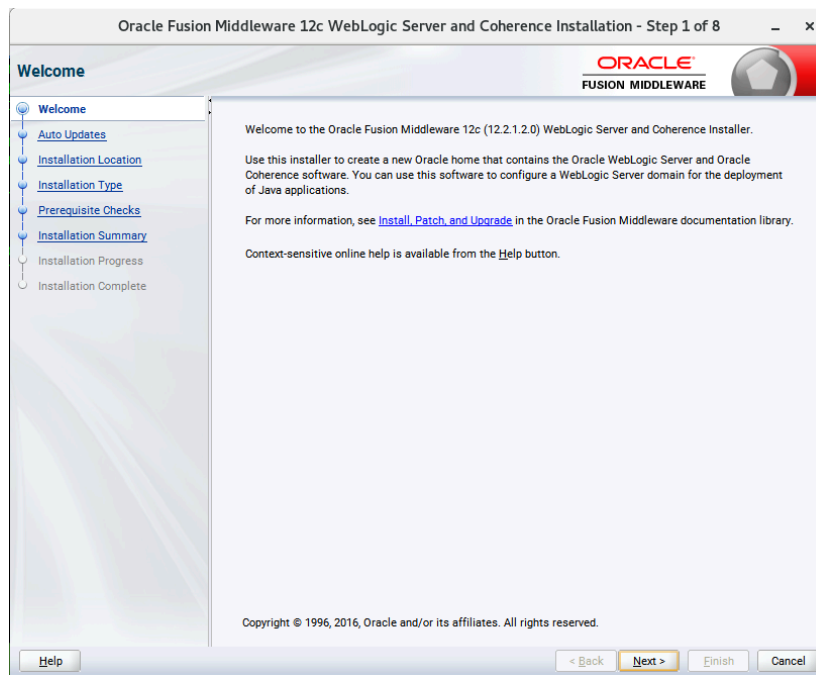 Oracle Fusion Middleware 12c WebLogic Server and Coherence Installation - Step 1 of 8
Welcome
ORACLE
FUSION MIDDLEWARE
Welcome
Auto Updates
Installation Location
Installation Type
Prerequisite Checks
Installation Summary
Installation Progress
Installation Complete
Welcome to the Oracle Fusion Middleware 12c (12.2.1.2.0) WebLogic Server and Coherence Installer.
Use this installer to create a new Oracle home that contains the Oracle WebLogic Server and Oracle
Coherence software. You can use this software to configure a WebLogic Server domain for the deployment
of Java applications.
For more information, see Install, Patch, and Upgrade in the Oracle Fusion Middleware documentation library.
Context-sensitive online help is available from the Help button.
Copyright © 1996, 2016, Oracle and/or its affiliates. All rights reserved.
Help
< Back
Next >
Finish
Cancel